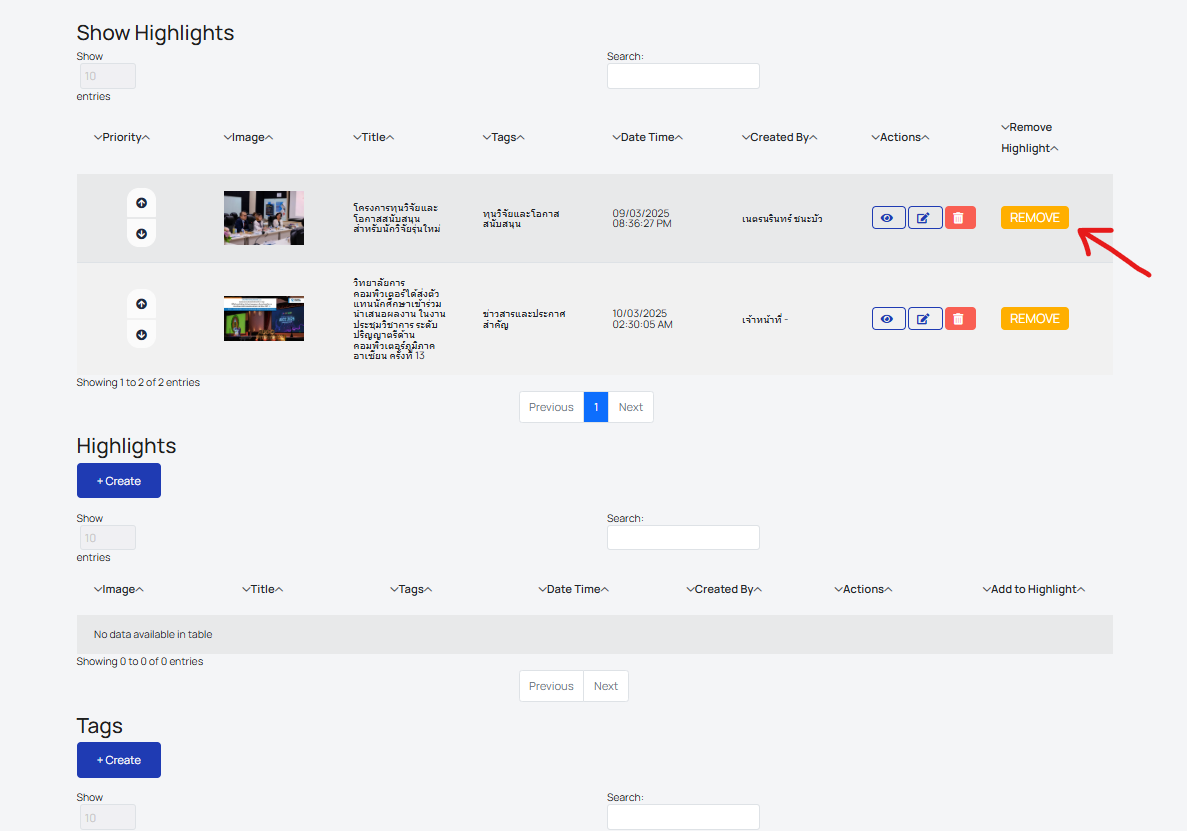 Show Highlights
Show
Search:
10
entries
Priority
Image
Title
Tags
Date Time
Created By
Actions
Remove
Highlight
โครงการทุนวิจัยและ
โอกาสสนับสนุน
สำหรับนักวิจัยรุ่นใหม่
ทุนวิจัยและโอกาส
สนับสนุน
09/03/2025
08:36:27 PM
เนตรนรินทร์ ชนะบัว
REMOVE
วิทยาลัยการ
คอมพิวเตอร์ได้ส่งตัว
แทนนักศึกษาเข้าร่วม
นำเสนอผลงาน ในงาน
ประชุมวิชาการ ระดับ
ปริญญาตรีด้าน
คอมพิวเตอร์ภูมิภาค
อาเซียน ครั้งที่ 13
ข่าวสารและประกาศ
สำคัญ
10/03/2025
02:30:05 AM
เจ้าหน้าที่ -
REMOVE
Showing 1 to 2 of 2 entries
Previous 1 Next
Highlights
+ Create
Show
Search:
10
entries
Image
Title
Tags
Date Time
Created By
Actions
Add to Highlight
No data available in table
Showing 0 to 0 of 0 entries
Previous Next
Tags
+ Create
Show
Search:
10